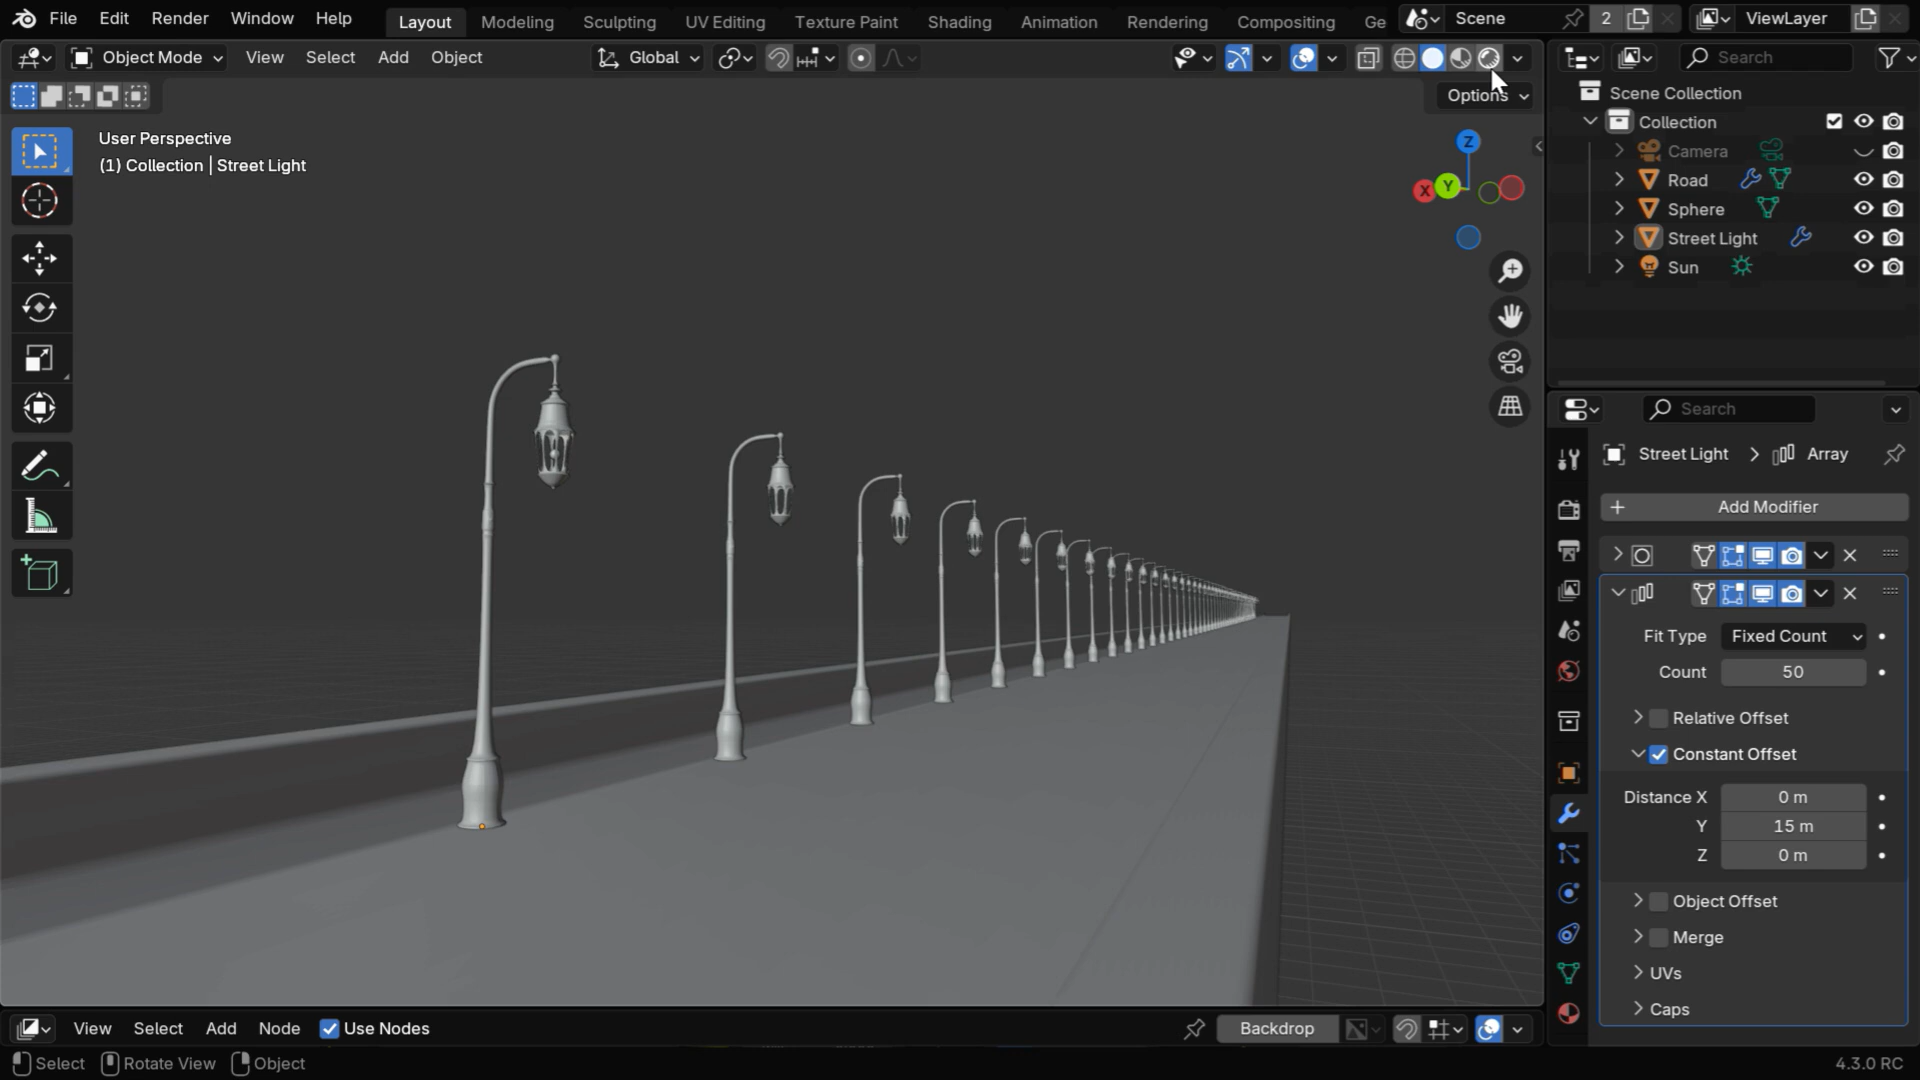 File Edit Render Window Help Layout Modeling Sculpting UV Editing Texture Paint Shading Animation Rendering Compositing Ge Scene 2 ViewLayer
Object Mode View Select Add Object Global Search
Options
User Perspective
(1) Collection | Street Light
Z
X
Y
Scene Collection
Collection
Camera
Road
Sphere
Street Light
Sun
Search
Street Light > Array
+ Add Modifier
Fit Type Fixed Count
Count 50
Relative Offset
Constant Offset
Distance X 0 m
Y 15 m
Z 0 m
Object Offset
Merge
UVs
Caps
View Select Add Node Use Nodes Backdrop
Select Rotate View Object 4.3.0 RC